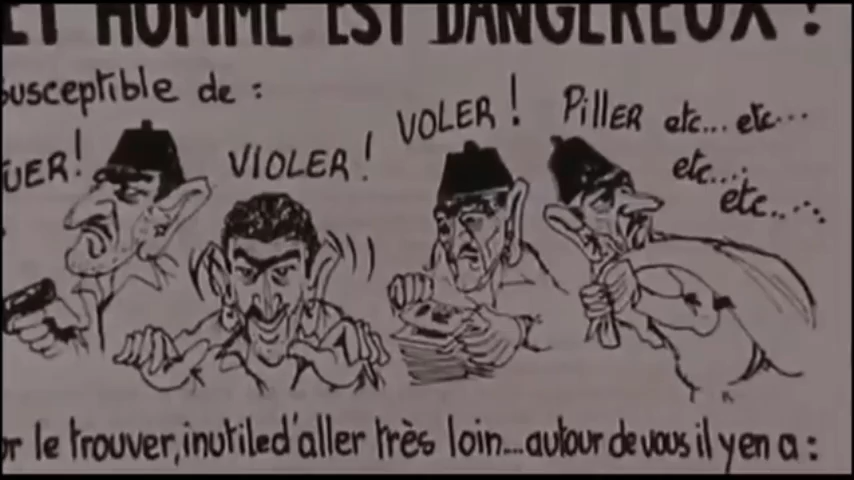 ET HOMME EST DANGEREUX !
susceptible de :
UER! VIOLER! VOLER! Piller etc... etc...
etc...
etc.....
r le trouver, inutile d'aller très loin... autour de vous il y en a :